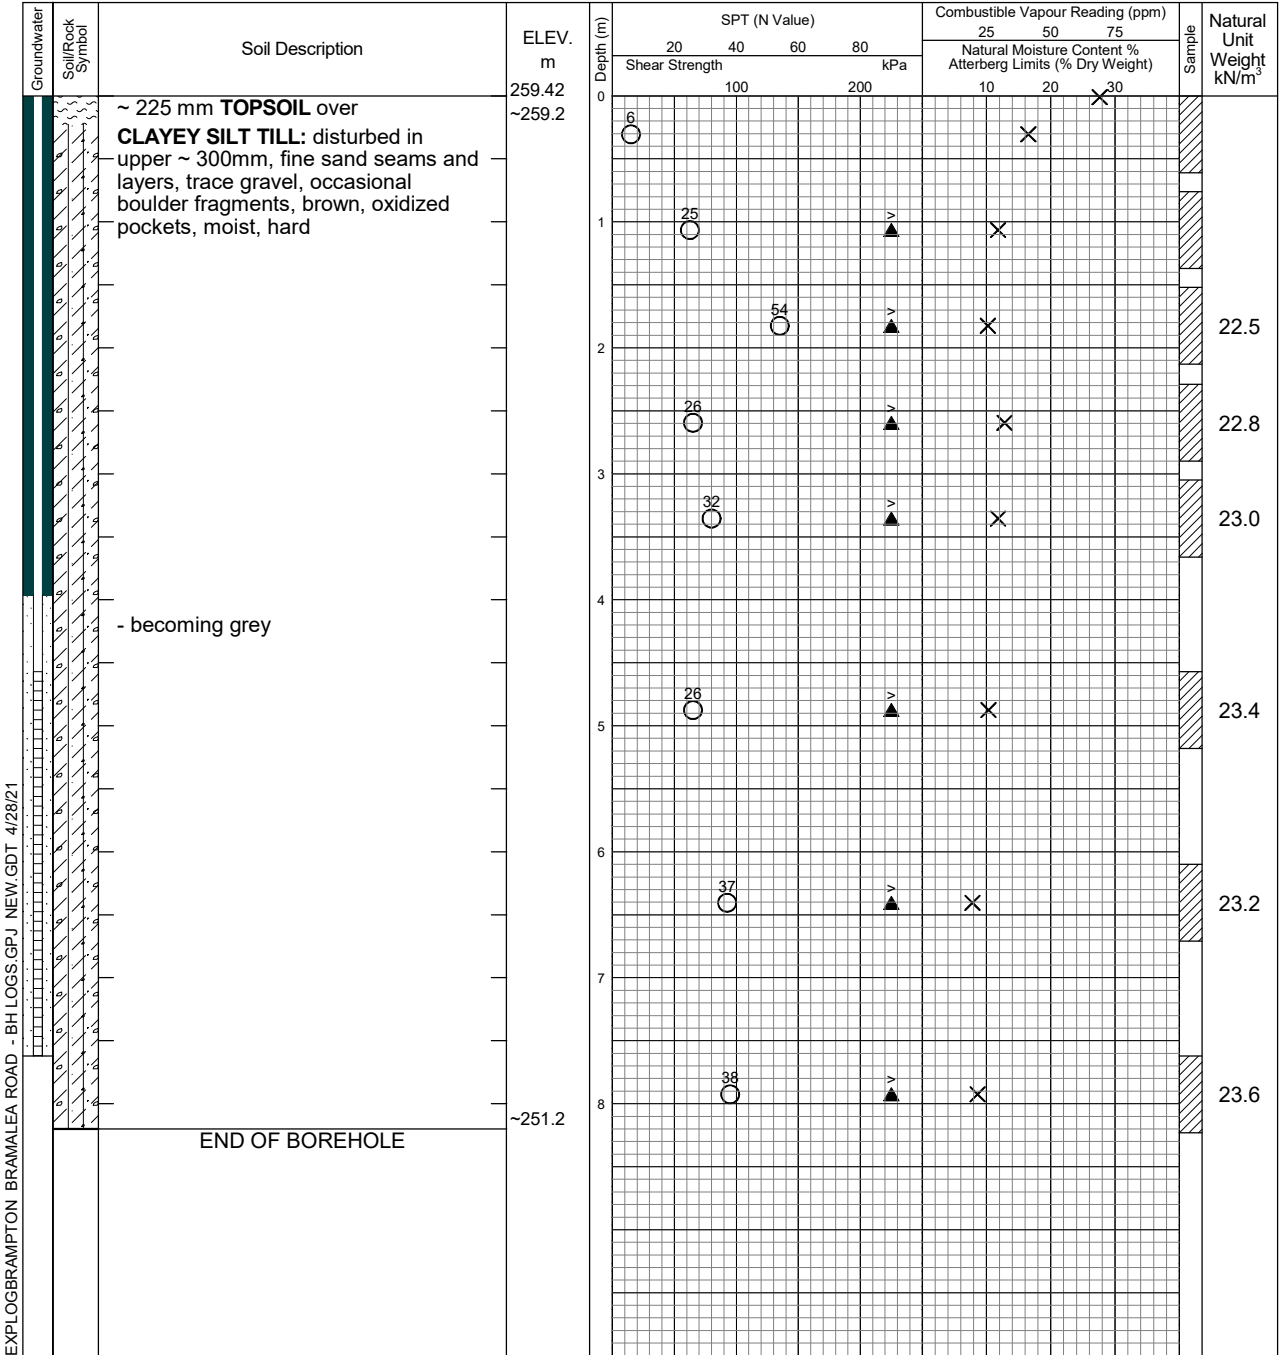 Groundwater
Soil/Rock
Symbol
Soil Description
ELEV.
m
259.42
Depth (m)
SPT (N Value)
20 40 60 80
Shear Strength kPa
100 200
Combustible Vapour Reading (ppm)
25 50 75
Natural Moisture Content %
Atterberg Limits (% Dry Weight)
10 20 30
Sample
Natural
Unit
Weight
kN/m³
0
~ 225 mm TOPSOIL over
~259.2
CLAYEY SILT TILL: disturbed in
upper ~ 300mm, fine sand seams and
layers, trace gravel, occasional
boulder fragments, brown, oxidized
pockets, moist, hard
6
1
25 >
54 >
22.5
2
26 >
22.8
3
32 >
23.0
4
- becoming grey
26 >
23.4
5
6
37 >
23.2
7
38 >
23.6
8
~251.2
END OF BOREHOLE
EXPLOGBRAMPTON BRAMALEA ROAD - BH LOGS.GPJ NEW.GDT 4/28/21